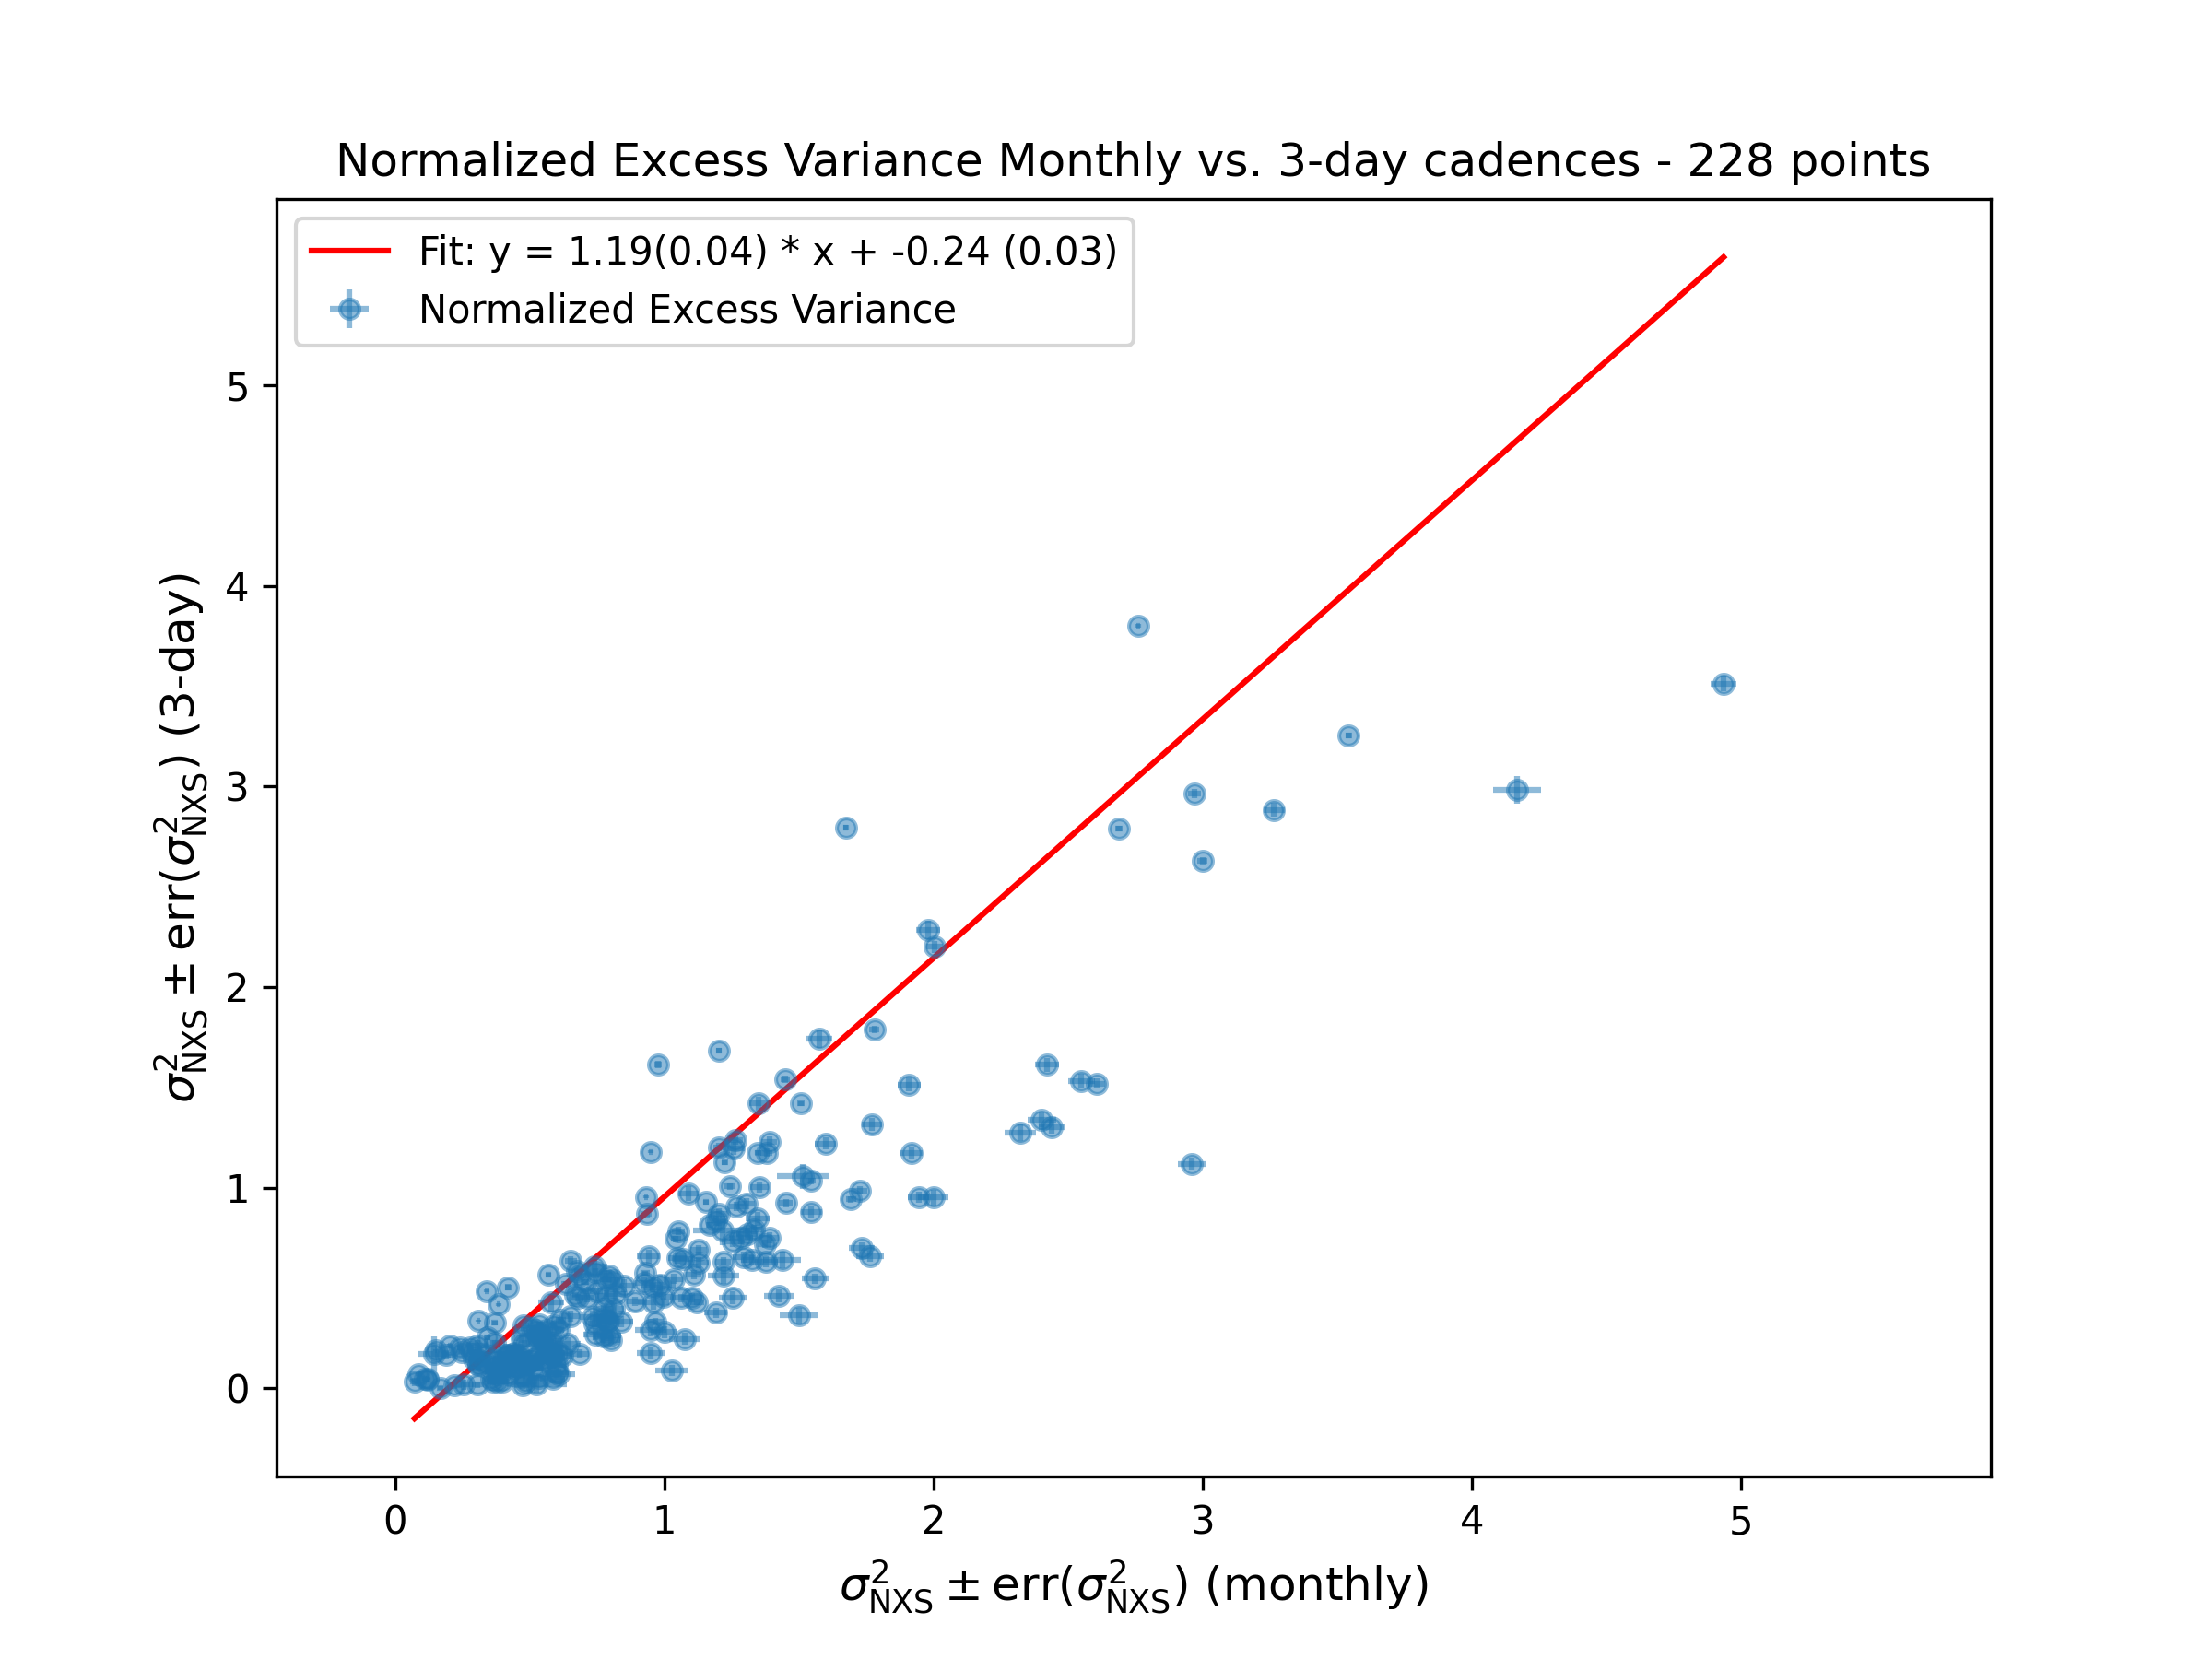 Normalized Excess Variance Monthly vs. 3-day cadences - 228 points
Fit: y = 1.19(0.04) * x + -0.24 (0.03)
Normalized Excess Variance
5
4
3
2
1
0
σ²NXS ± err(σ²NXS) (3-day)
0 1 2 3 4 5
σ²NXS ± err(σ²NXS) (monthly)